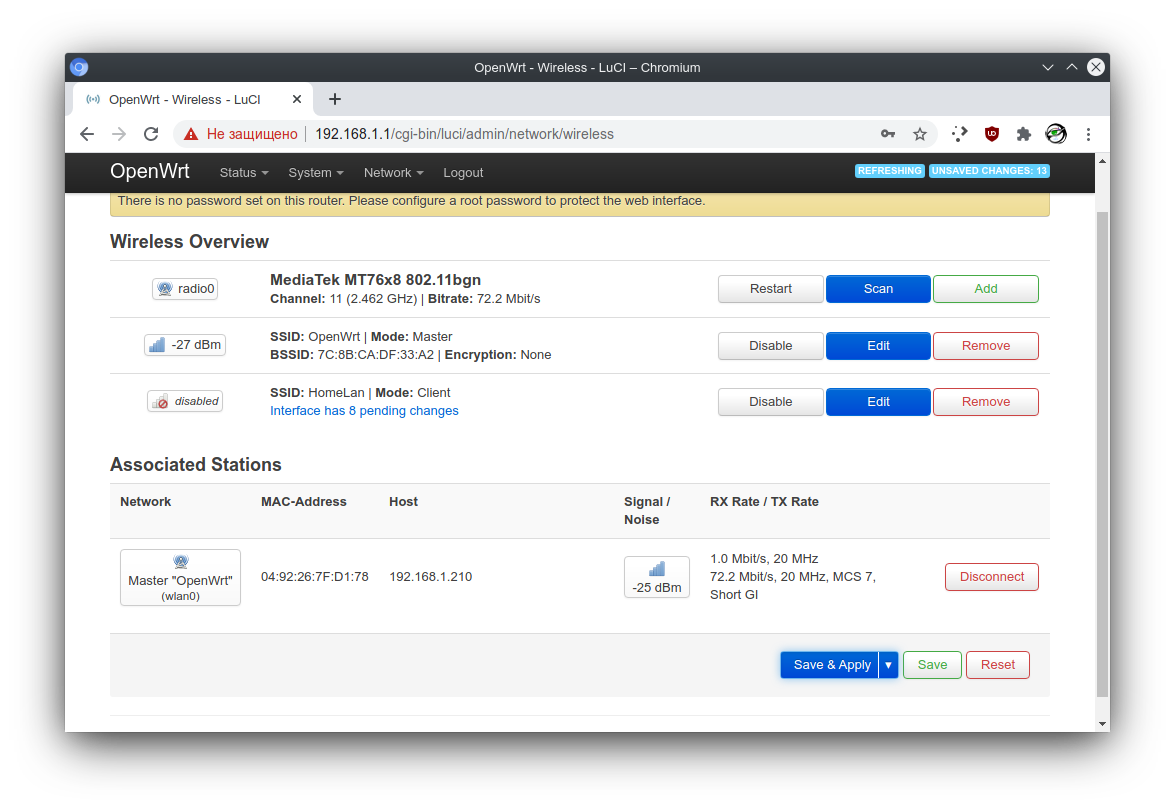 OpenWrt - Wireless - LuCI – Chromium
OpenWrt - Wireless - LuCI
Не защищено 192.168.1.1/cgi-bin/luci/admin/network/wireless
OpenWrt Status System Network Logout REFRESHING UNSAVED CHANGES: 13
There is no password set on this router. Please configure a root password to protect the web interface.
Wireless Overview
radio0
MediaTek MT76x8 802.11bgn
Channel: 11 (2.462 GHz) | Bitrate: 72.2 Mbit/s
Restart Scan Add
-27 dBm
SSID: OpenWrt | Mode: Master
BSSID: 7C:8B:CA:DF:33:A2 | Encryption: None
Disable Edit Remove
disabled
SSID: HomeLan | Mode: Client
Interface has 8 pending changes
Disable Edit Remove
Associated Stations
Network MAC-Address Host Signal / Noise RX Rate / TX Rate
Master "OpenWrt"
(wlan0)
04:92:26:7F:D1:78
192.168.1.210
-25 dBm
1.0 Mbit/s, 20 MHz
72.2 Mbit/s, 20 MHz, MCS 7,
Short GI
Disconnect
Save & Apply Save Reset